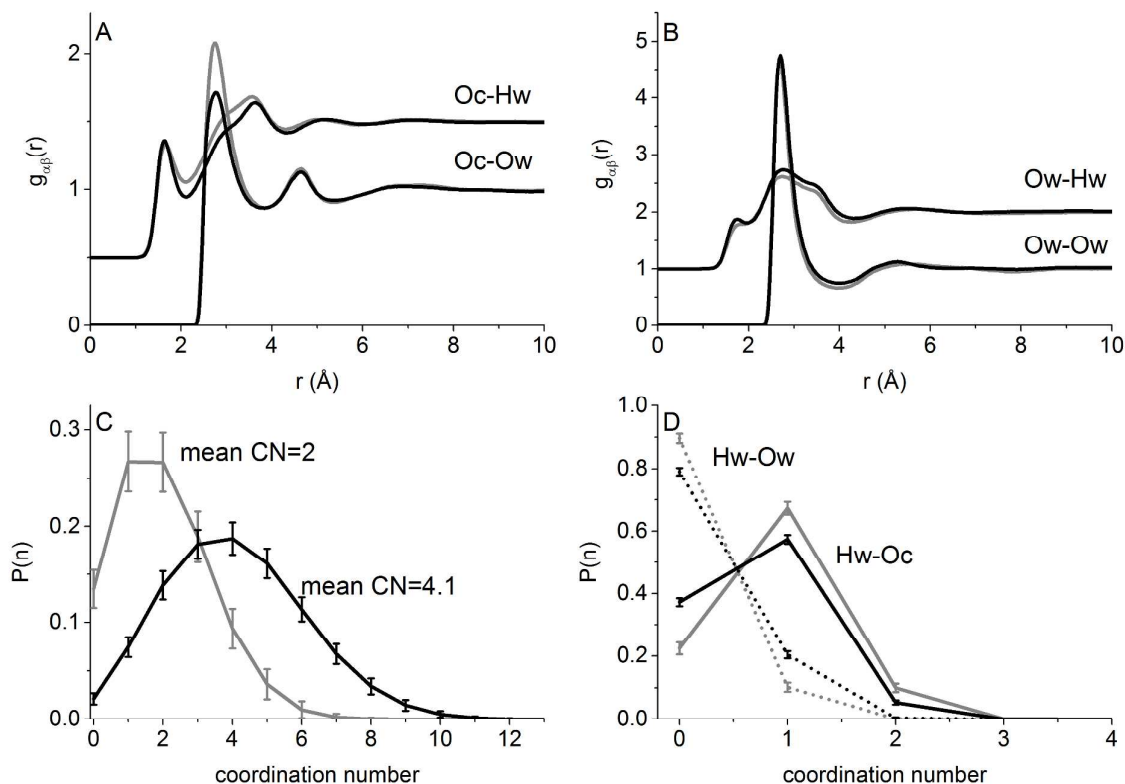 A
2
1
0
g_αβ(r)
Oc-Hw
Oc-Ow
0 2 4 6 8 10
r (Å)
B
5
4
3
2
1
0
g_αβ(r)
Ow-Hw
Ow-Ow
0 2 4 6 8 10
r (Å)
C
0.3
0.2
0.1
0.0
P(n)
mean CN=2
mean CN=4.1
0 2 4 6 8 10 12
coordination number
D
1.0
0.8
0.6
0.4
0.2
0.0
P(n)
Hw-Ow
Hw-Oc
0 1 2 3 4
coordination number